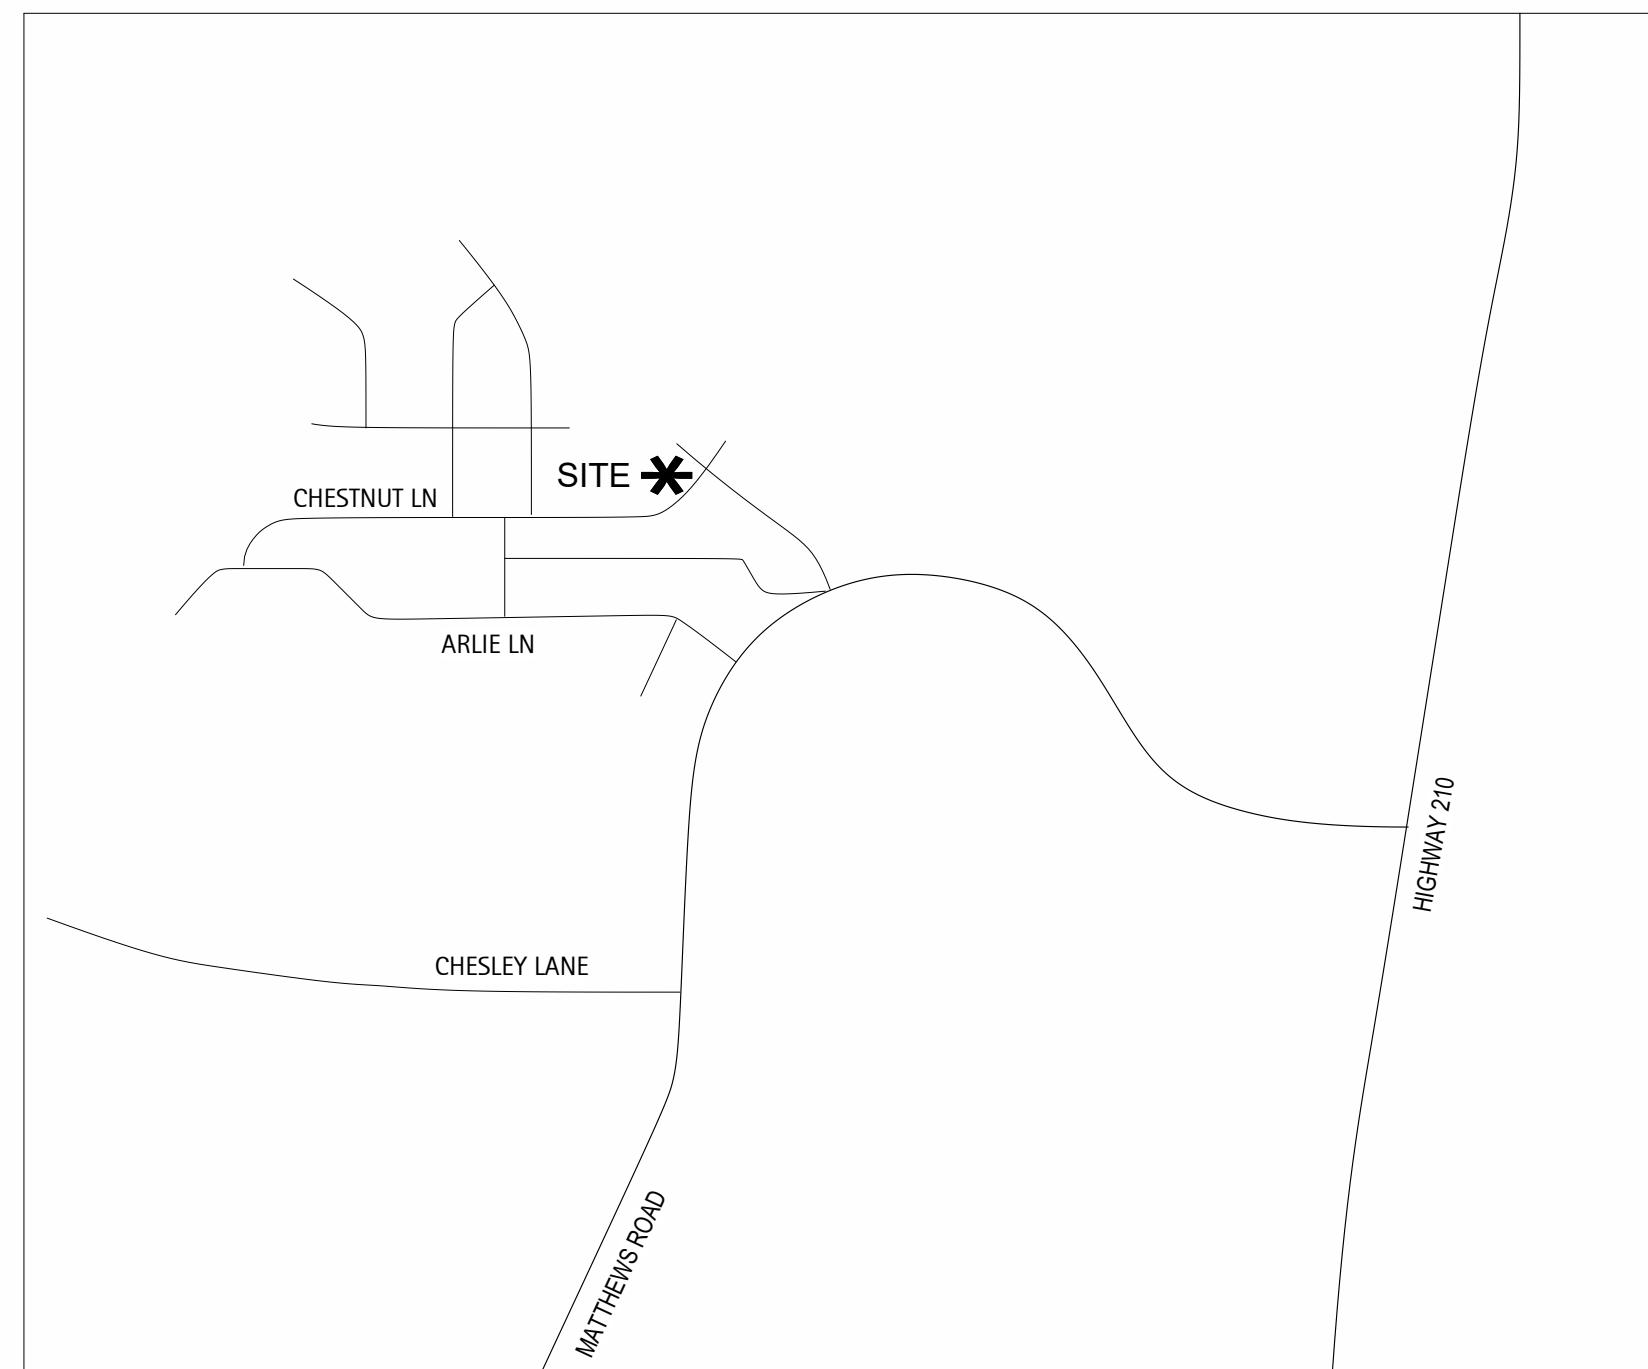 SITE
CHESTNUT LN
ARLIE LN
HIGHWAY 210
CHESLEY LANE
MATTHEWS ROAD